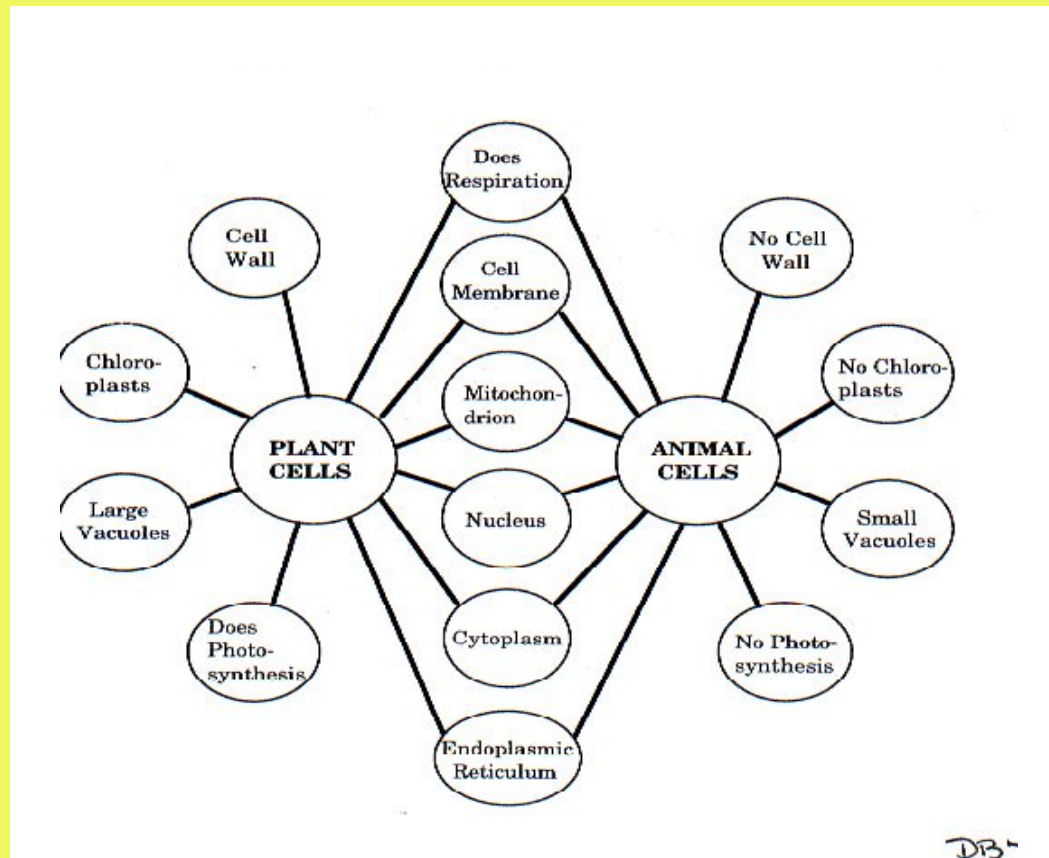 Does
Respiration
Cell
Wall
No Cell
Wall
Cell
Membrane
Chloro-
plasts
No Chloro-
plasts
Mitochon-
drion
PLANT
CELLS
ANIMAL
CELLS
Large
Vacuoles
Nucleus
Small
Vacuoles
Does
Photo-
synthesis
Cytoplasm
No Photo-
synthesis
Endoplasmic
Reticulum